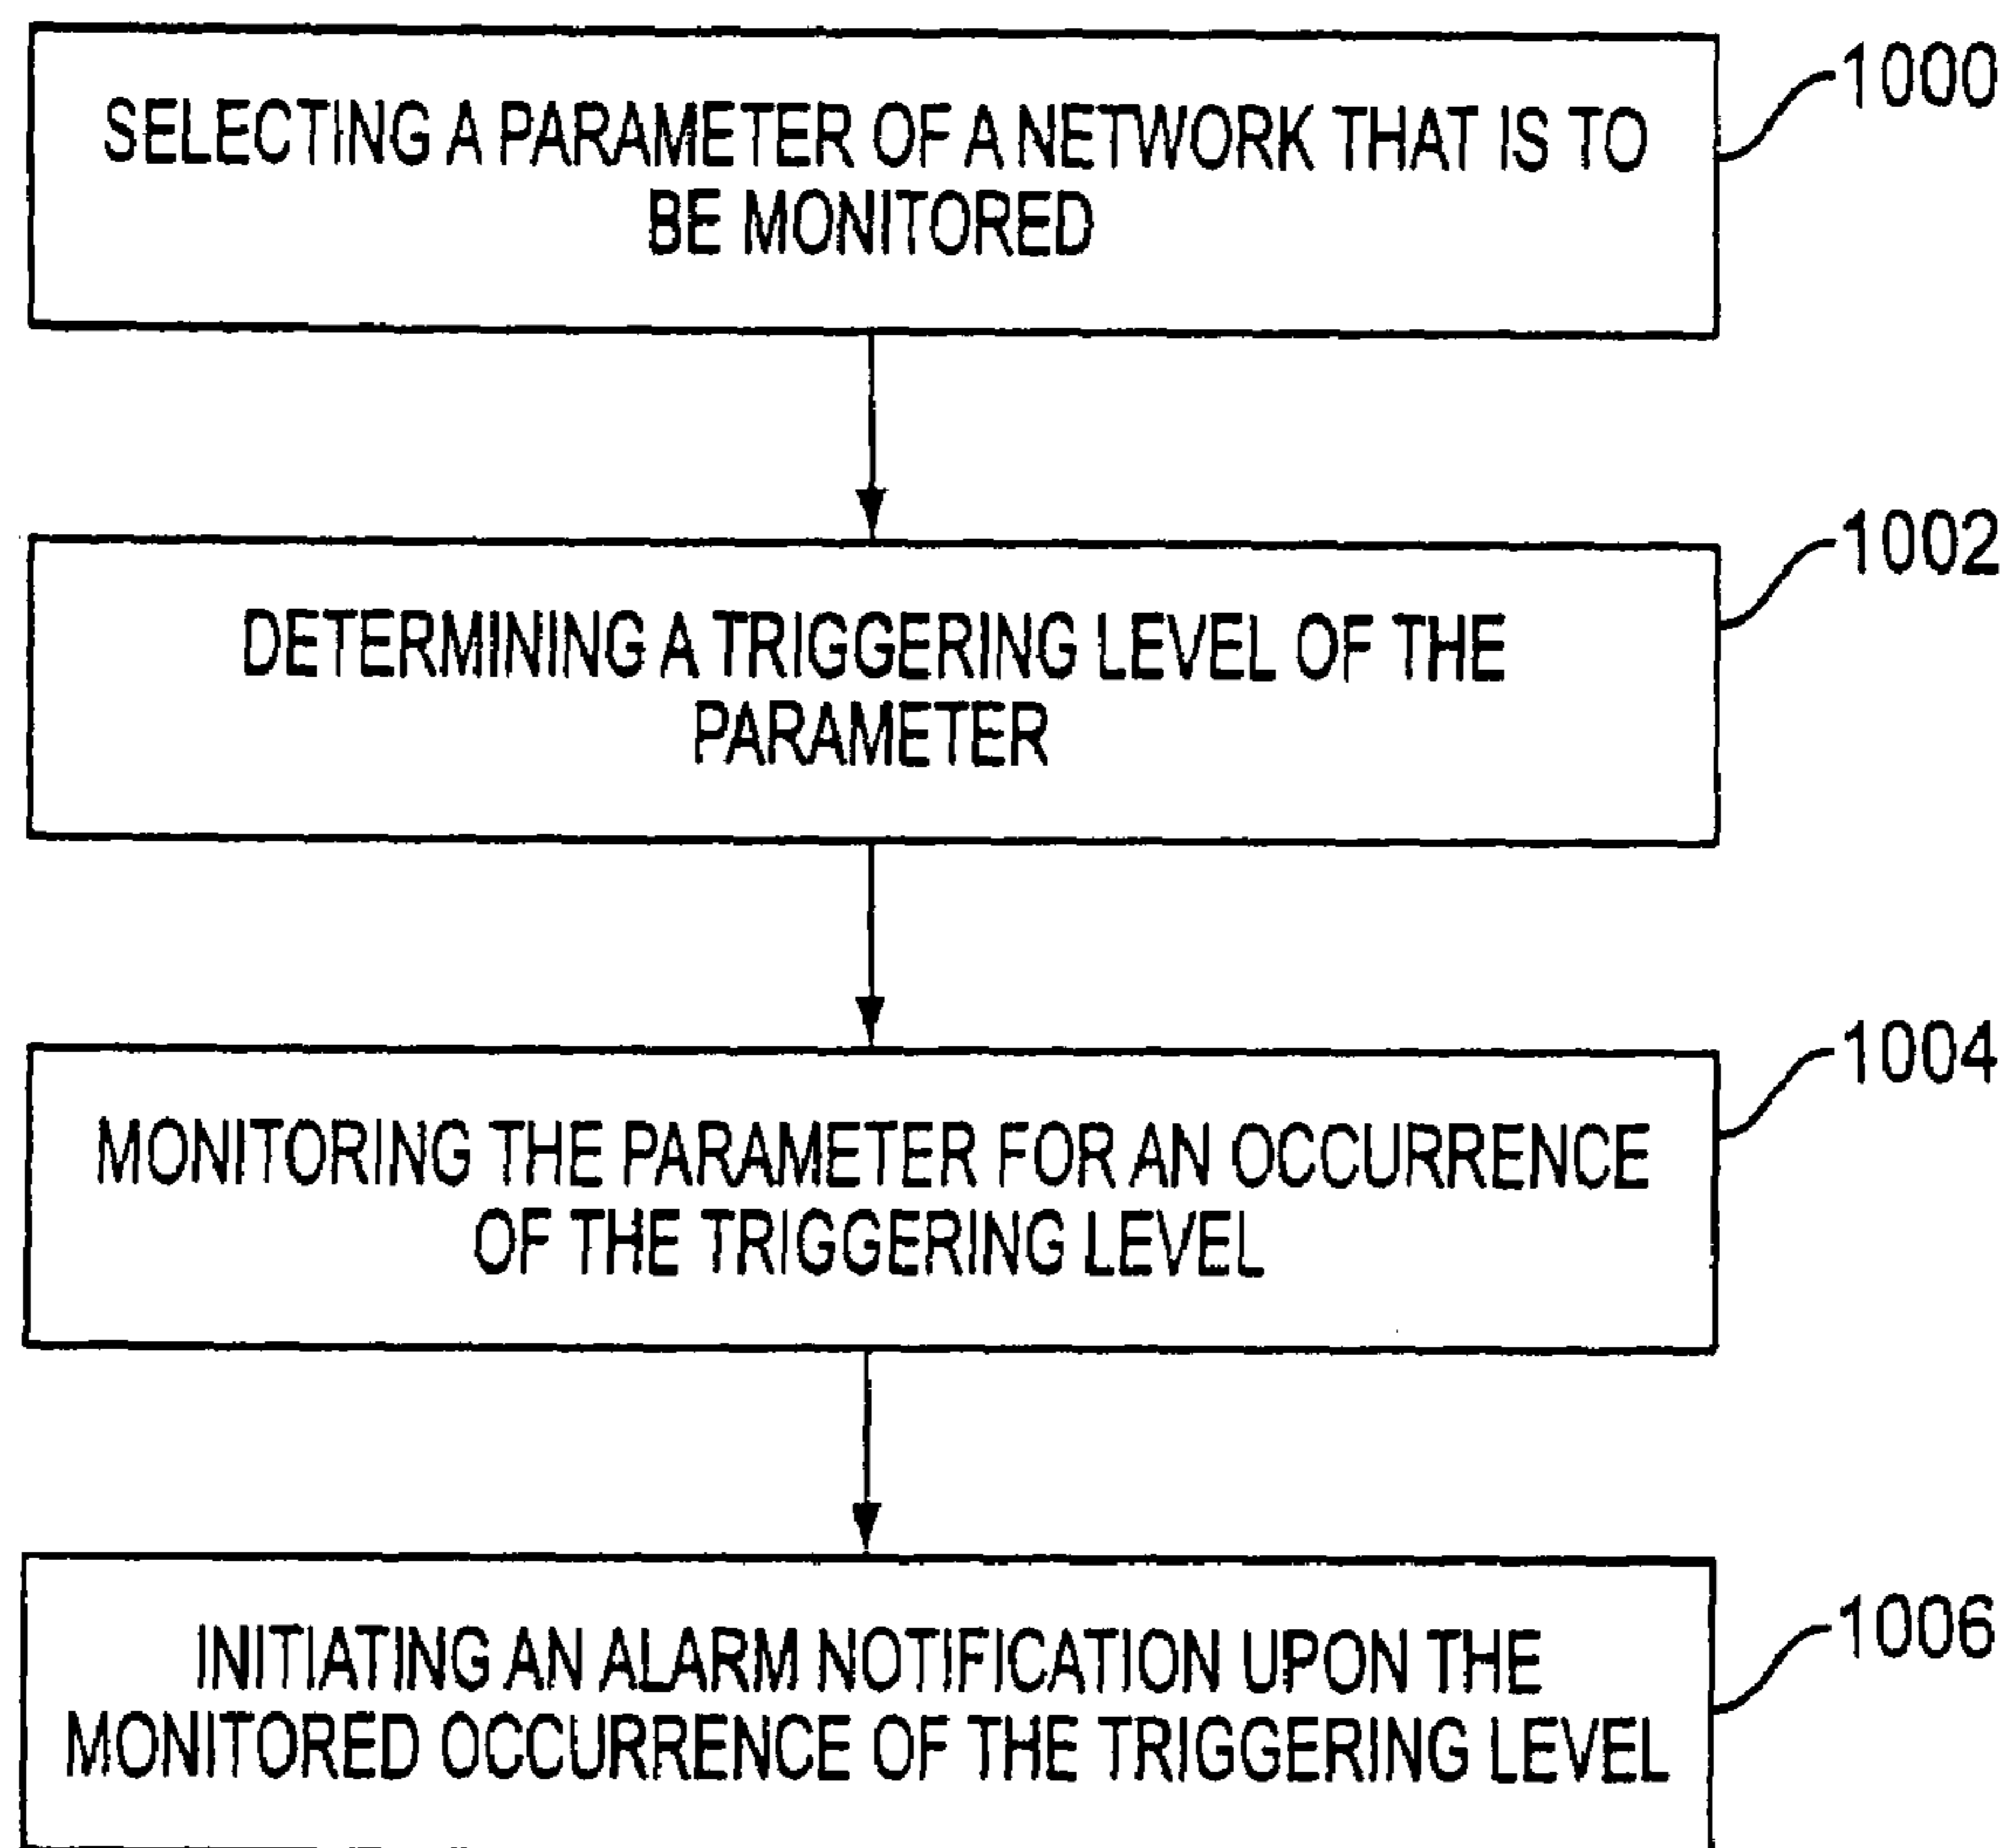 SELECTING A PARAMETER OF A NETWORK THAT IS TO
BE MONITORED
1000
DETERMINING A TRIGGERING LEVEL OF THE
PARAMETER
1002
MONITORING THE PARAMETER FOR AN OCCURRENCE
OF THE TRIGGERING LEVEL
1004
INITIATING AN ALARM NOTIFICATION UPON THE
MONITORED OCCURRENCE OF THE TRIGGERING LEVEL
1006